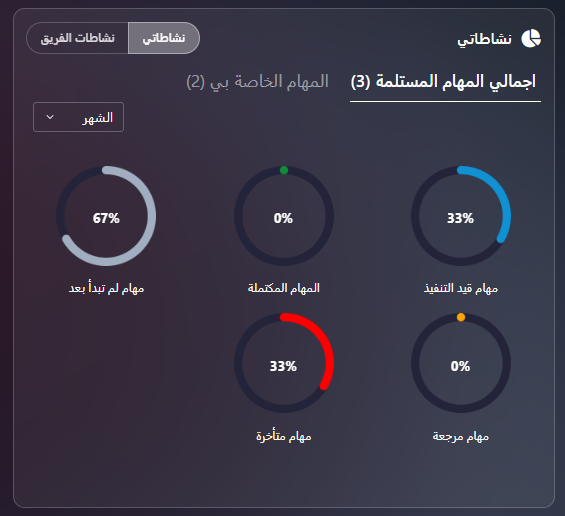 نشاطاتي
نشاطاتي
نشاطات الفريق
اجمالي المهام المستلمة (3)
المهام الخاصة بي (2)
الشهر
33%
0%
67%
مهام قيد التنفيذ
المهام المكتملة
مهام لم تبدأ بعد
0%
33%
مهام مرجعة
مهام متأخرة